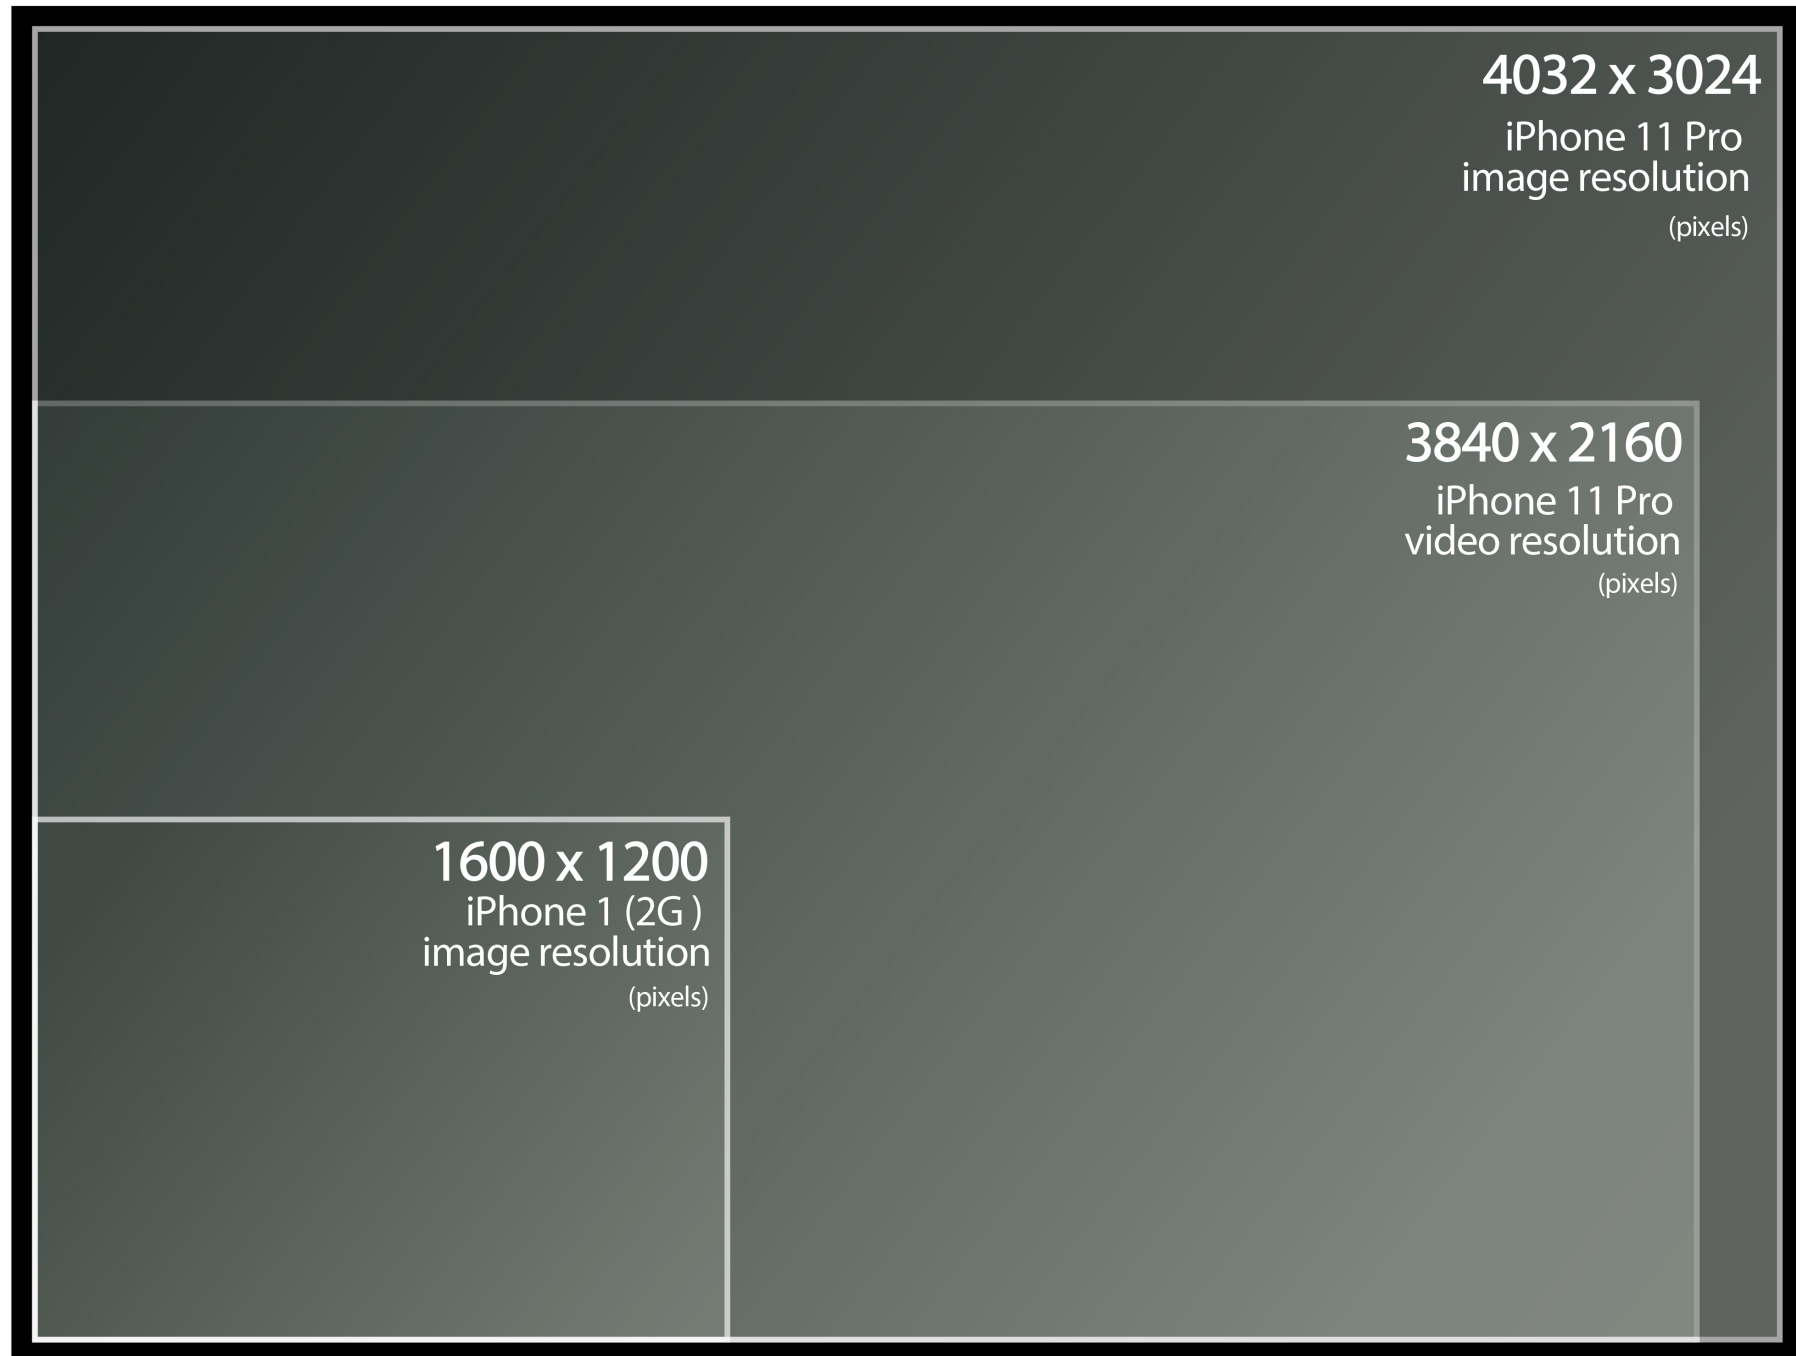 4032 x 3024
iPhone 11 Pro
image resolution
(pixels)
3840 x 2160
iPhone 11 Pro
video resolution
(pixels)
1600 x 1200
iPhone 1 (2G )
image resolution
(pixels)